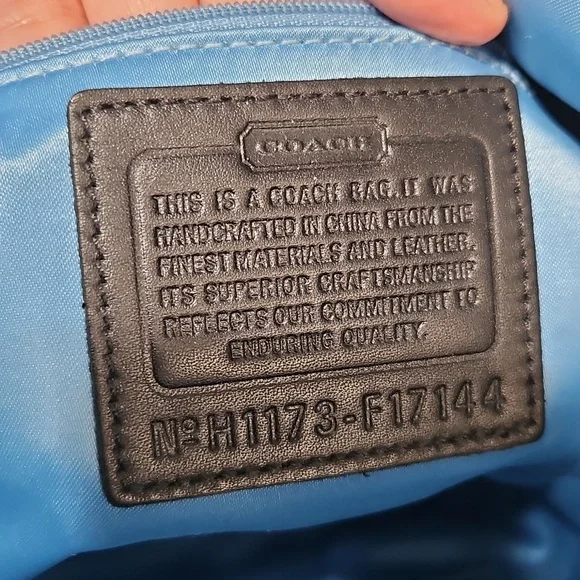 COACH
THIS IS A COACH BAG. IT WAS
HANDCRAFTED IN CHINA FROM THE
FINEST MATERIALS AND LEATHER.
ITS SUPERIOR CRAFTSMANSHIP
REFLECTS OUR COMMITMENT TO
ENDURING QUALITY.
Nº H1173-F17144